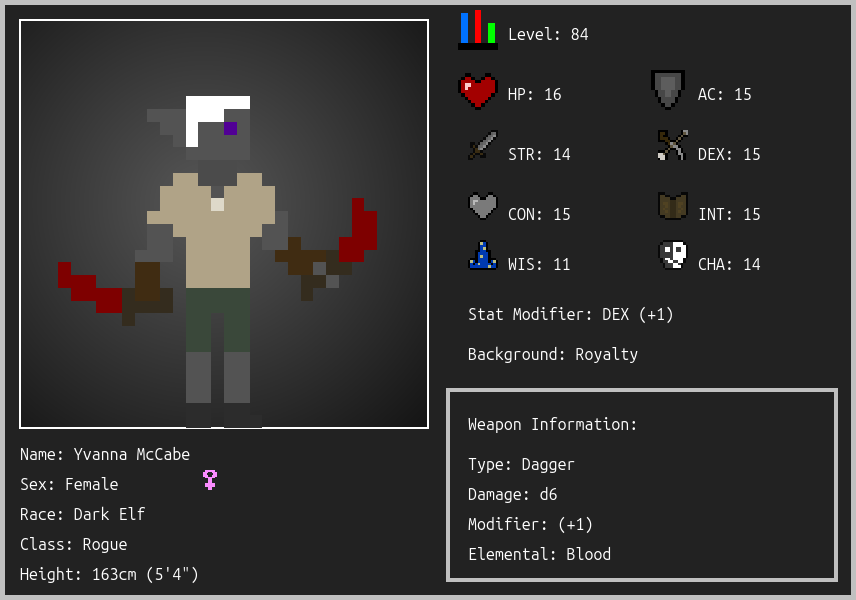 Level: 84
HP: 16
AC: 15
STR: 14
DEX: 15
CON: 15
INT: 15
WIS: 11
CHA: 14
Stat Modifier: DEX (+1)
Background: Royalty
Weapon Information:
Type: Dagger
Damage: d6
Modifier: (+1)
Elemental: Blood
Name: Yvanna McCabe
Sex: Female
Race: Dark Elf
Class: Rogue
Height: 163cm (5'4")